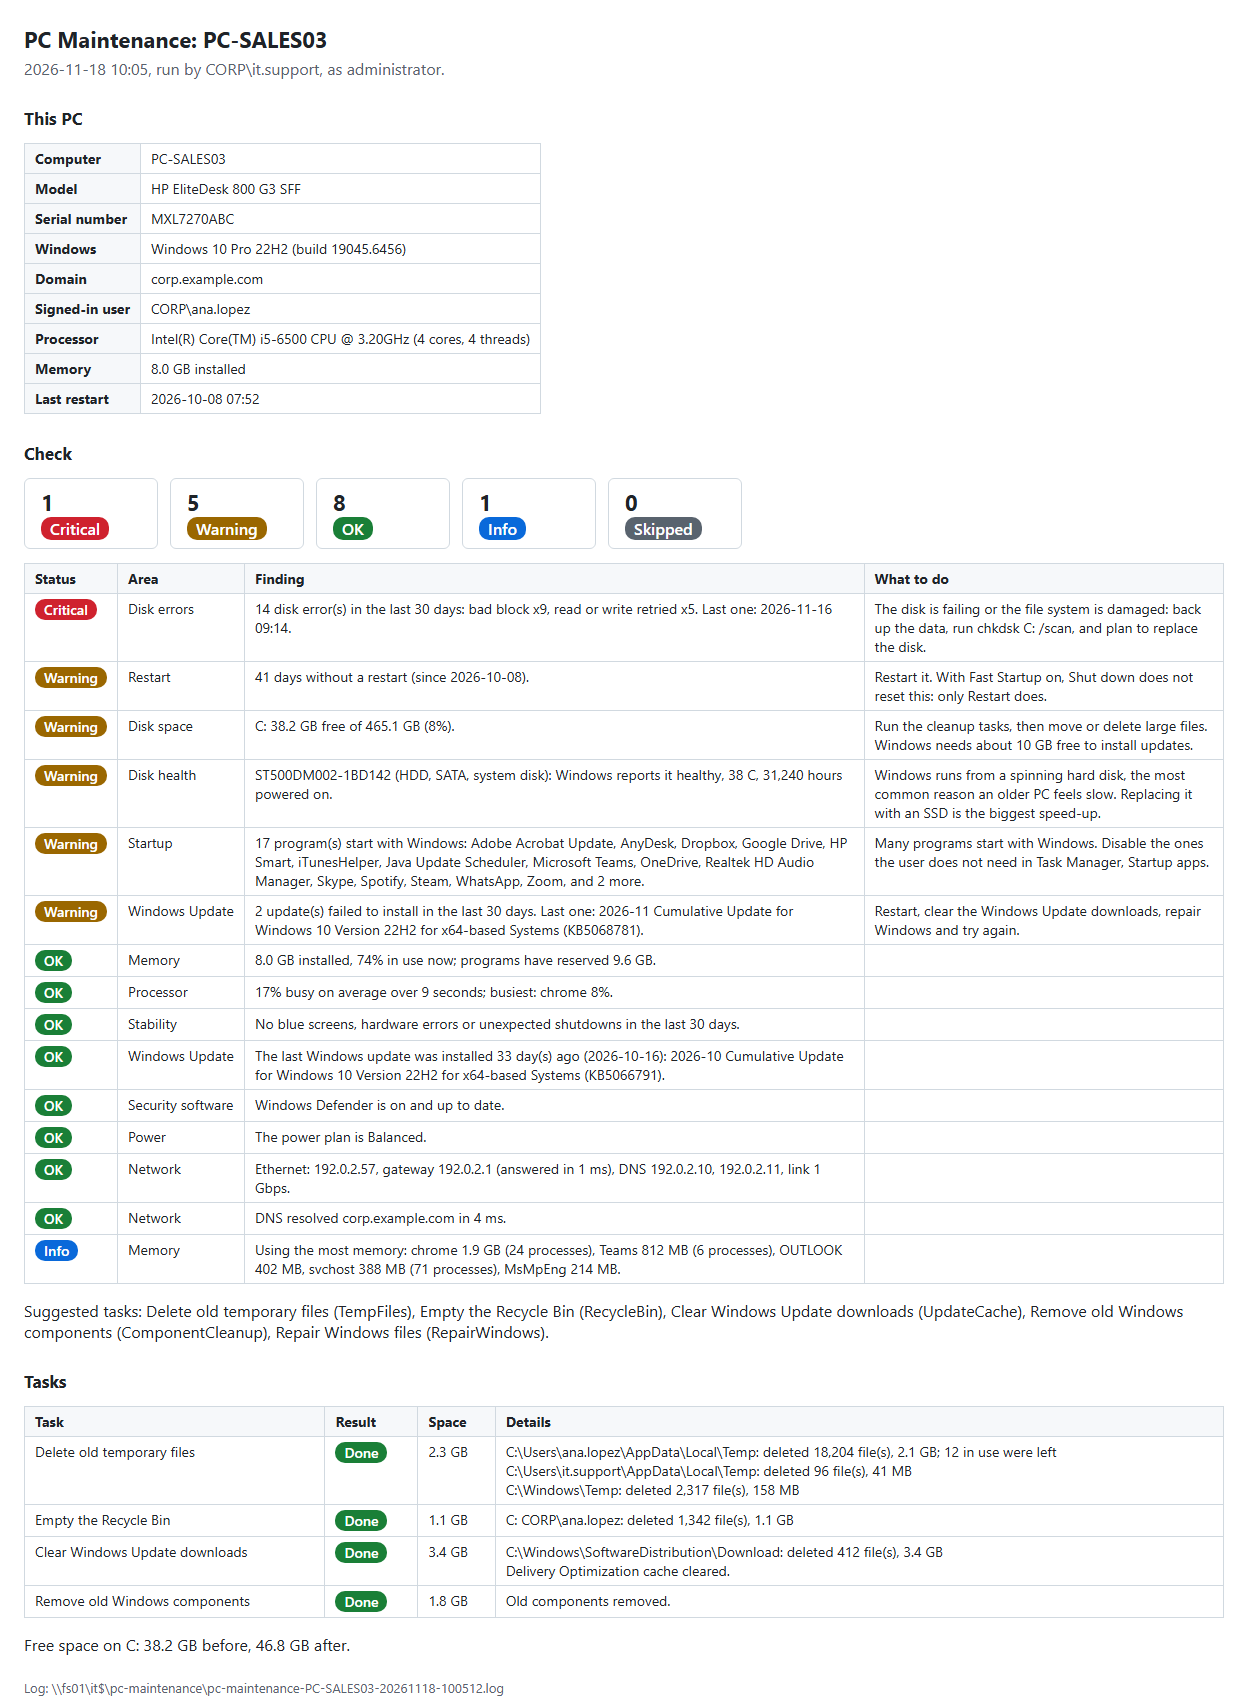 PC Maintenance: PC-SALES03
2026-11-18 10:05, run by CORP\it.support, as administrator.
This PC
Computer PC-SALES03
Model HP EliteDesk 800 G3 SFF
Serial number MXL7270ABC
Windows Windows 10 Pro 22H2 (build 19045.6456)
Domain corp.example.com
Signed-in user CORP\ana.lopez
Processor Intel(R) Core(TM) i5-6500 CPU @ 3.20GHz (4 cores, 4 threads)
Memory 8.0 GB installed
Last restart 2026-10-08 07:52
Check
1 5 8 1 0
Critical Warning OK Info Skipped
Status Area Finding What to do
Critical Disk errors 14 disk error(s) in the last 30 days: bad block x9, read or write retried x5. Last one: 2026-11-16
09:14.
The disk is failing or the file system is damaged: back
up the data, run chkdsk C: /scan, and plan to replace
the disk.
Warning Restart 41 days without a restart (since 2026-10-08).
Restart it. With Fast Startup on, Shut down does not
reset this: only Restart does.
Warning Disk space C: 38.2 GB free of 465.1 GB (8%).
Run the cleanup tasks, then move or delete large files.
Windows needs about 10 GB free to install updates.
Warning Disk health ST500DM002-1BD142 (HDD, SATA, system disk): Windows reports it healthy, 38 C, 31,240 hours
powered on.
Windows runs from a spinning hard disk, the most
common reason an older PC feels slow. Replacing it
with an SSD is the biggest speed-up.
Warning Startup 17 program(s) start with Windows: Adobe Acrobat Update, AnyDesk, Dropbox, Google Drive, HP
Smart, iTunesHelper, Java Update Scheduler, Microsoft Teams, OneDrive, Realtek HD Audio
Manager, Skype, Spotify, Steam, WhatsApp, Zoom, and 2 more.
Many programs start with Windows. Disable the ones
the user does not need in Task Manager, Startup apps.
Warning Windows Update 2 update(s) failed to install in the last 30 days. Last one: 2026-11 Cumulative Update for
Windows 10 Version 22H2 for x64-based Systems (KB5068781).
Restart, clear the Windows Update downloads, repair
Windows and try again.
OK Memory 8.0 GB installed, 74% in use now; programs have reserved 9.6 GB.
OK Processor 17% busy on average over 9 seconds; busiest: chrome 8%.
OK Stability No blue screens, hardware errors or unexpected shutdowns in the last 30 days.
OK Windows Update The last Windows update was installed 33 day(s) ago (2026-10-16): 2026-10 Cumulative Update
for Windows 10 Version 22H2 for x64-based Systems (KB5066791).
OK Security software Windows Defender is on and up to date.
OK Power The power plan is Balanced.
OK Network Ethernet: 192.0.2.57, gateway 192.0.2.1 (answered in 1 ms), DNS 192.0.2.10, 192.0.2.11, link 1
Gbps.
OK Network DNS resolved corp.example.com in 4 ms.
Info Memory Using the most memory: chrome 1.9 GB (24 processes), Teams 812 MB (6 processes), OUTLOOK
402 MB, svchost 388 MB (71 processes), MsMpEng 214 MB.
Suggested tasks: Delete old temporary files (TempFiles), Empty the Recycle Bin (RecycleBin), Clear Windows Update downloads (UpdateCache), Remove old Windows
components (ComponentCleanup), Repair Windows files (RepairWindows).
Tasks
Task Result Space Details
Delete old temporary files Done 2.3 GB C:\Users\ana.lopez\AppData\Local\Temp: deleted 18,204 file(s), 2.1 GB; 12 in use were left
C:\Users\it.support\AppData\Local\Temp: deleted 96 file(s), 41 MB
C:\Windows\Temp: deleted 2,317 file(s), 158 MB
Empty the Recycle Bin Done 1.1 GB C: CORP\ana.lopez: deleted 1,342 file(s), 1.1 GB
Clear Windows Update downloads Done 3.4 GB C:\Windows\SoftwareDistribution\Download: deleted 412 file(s), 3.4 GB
Delivery Optimization cache cleared.
Remove old Windows components Done 1.8 GB Old components removed.
Free space on C: 38.2 GB before, 46.8 GB after.
Log: \\fs01\it$\pc-maintenance\pc-maintenance-PC-SALES03-20261118-100512.log